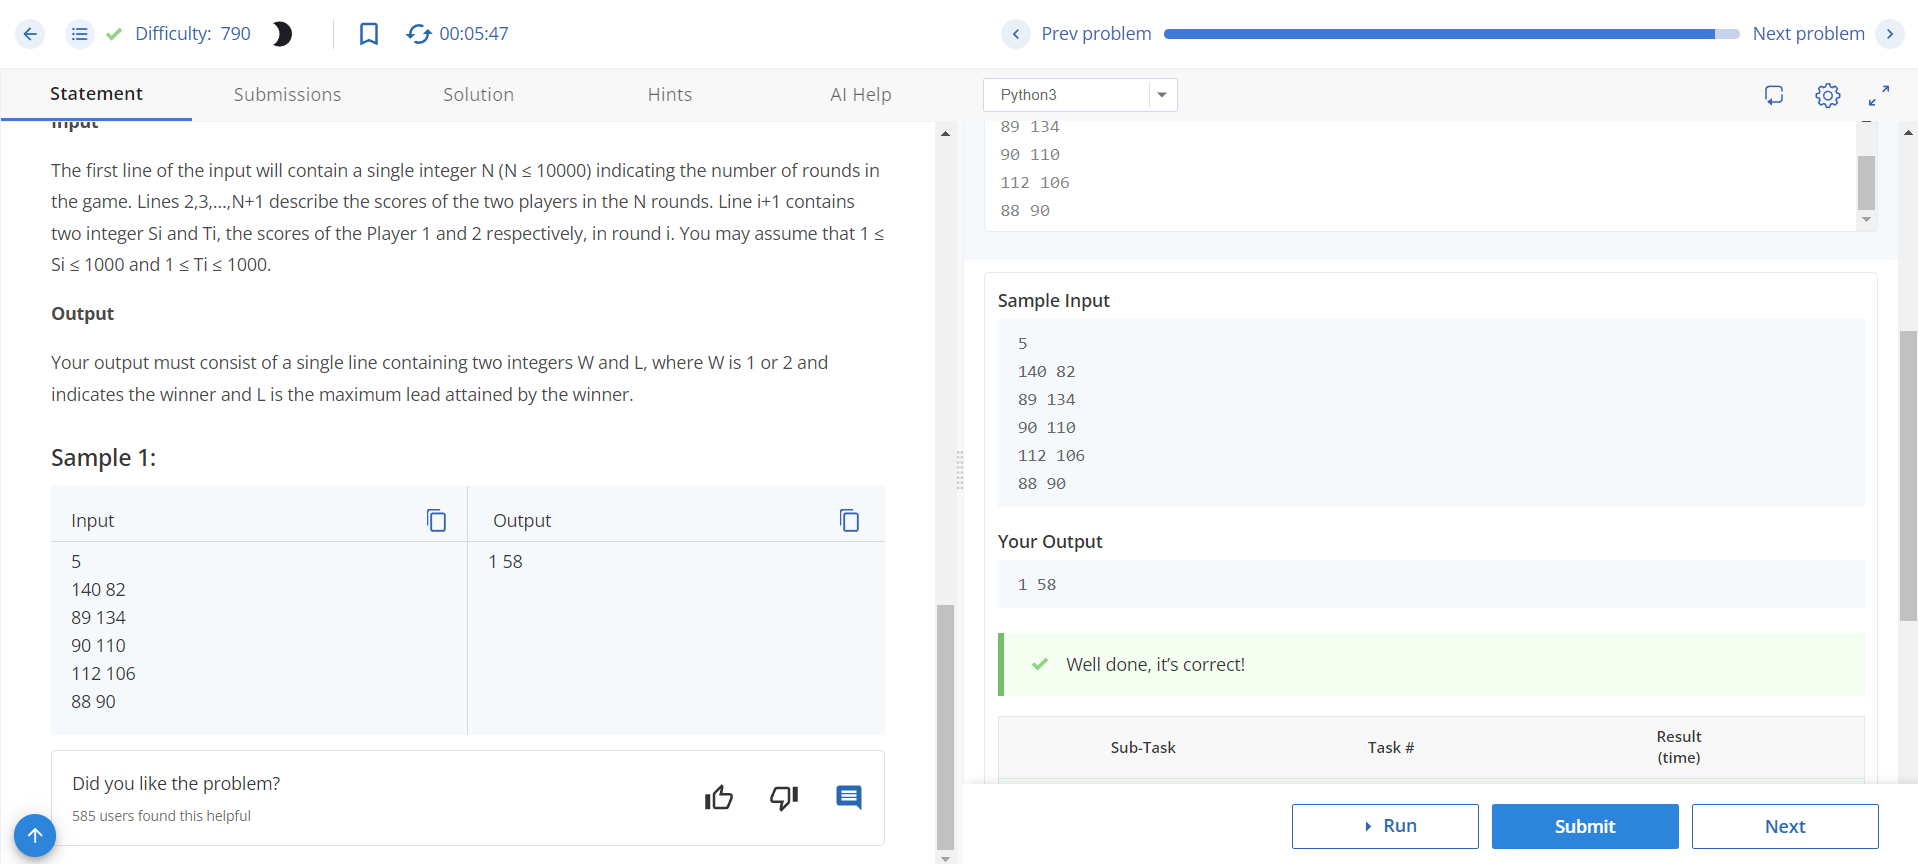 Difficulty: 790
00:05:47
Prev problem
Next problem
Statement
Submissions
Solution
Hints
AI Help
Python3
Input
The first line of the input will contain a single integer N (N ≤ 10000) indicating the number of rounds in
the game. Lines 2,3,...,N+1 describe the scores of the two players in the N rounds. Line i+1 contains
two integer Si and Ti, the scores of the Player 1 and 2 respectively, in round i. You may assume that 1 ≤
Si ≤ 1000 and 1 ≤ Ti ≤ 1000.
Output
Your output must consist of a single line containing two integers W and L, where W is 1 or 2 and
indicates the winner and L is the maximum lead attained by the winner.
Sample 1:
Input
Output
5
140 82
89 134
90 110
112 106
88 90
1 58
Did you like the problem?
585 users found this helpful
89 134
90 110
112 106
88 90
Sample Input
5
140 82
89 134
90 110
112 106
88 90
Your Output
1 58
Well done, it's correct!
Sub-Task
Task #
Result
(time)
Run
Submit
Next